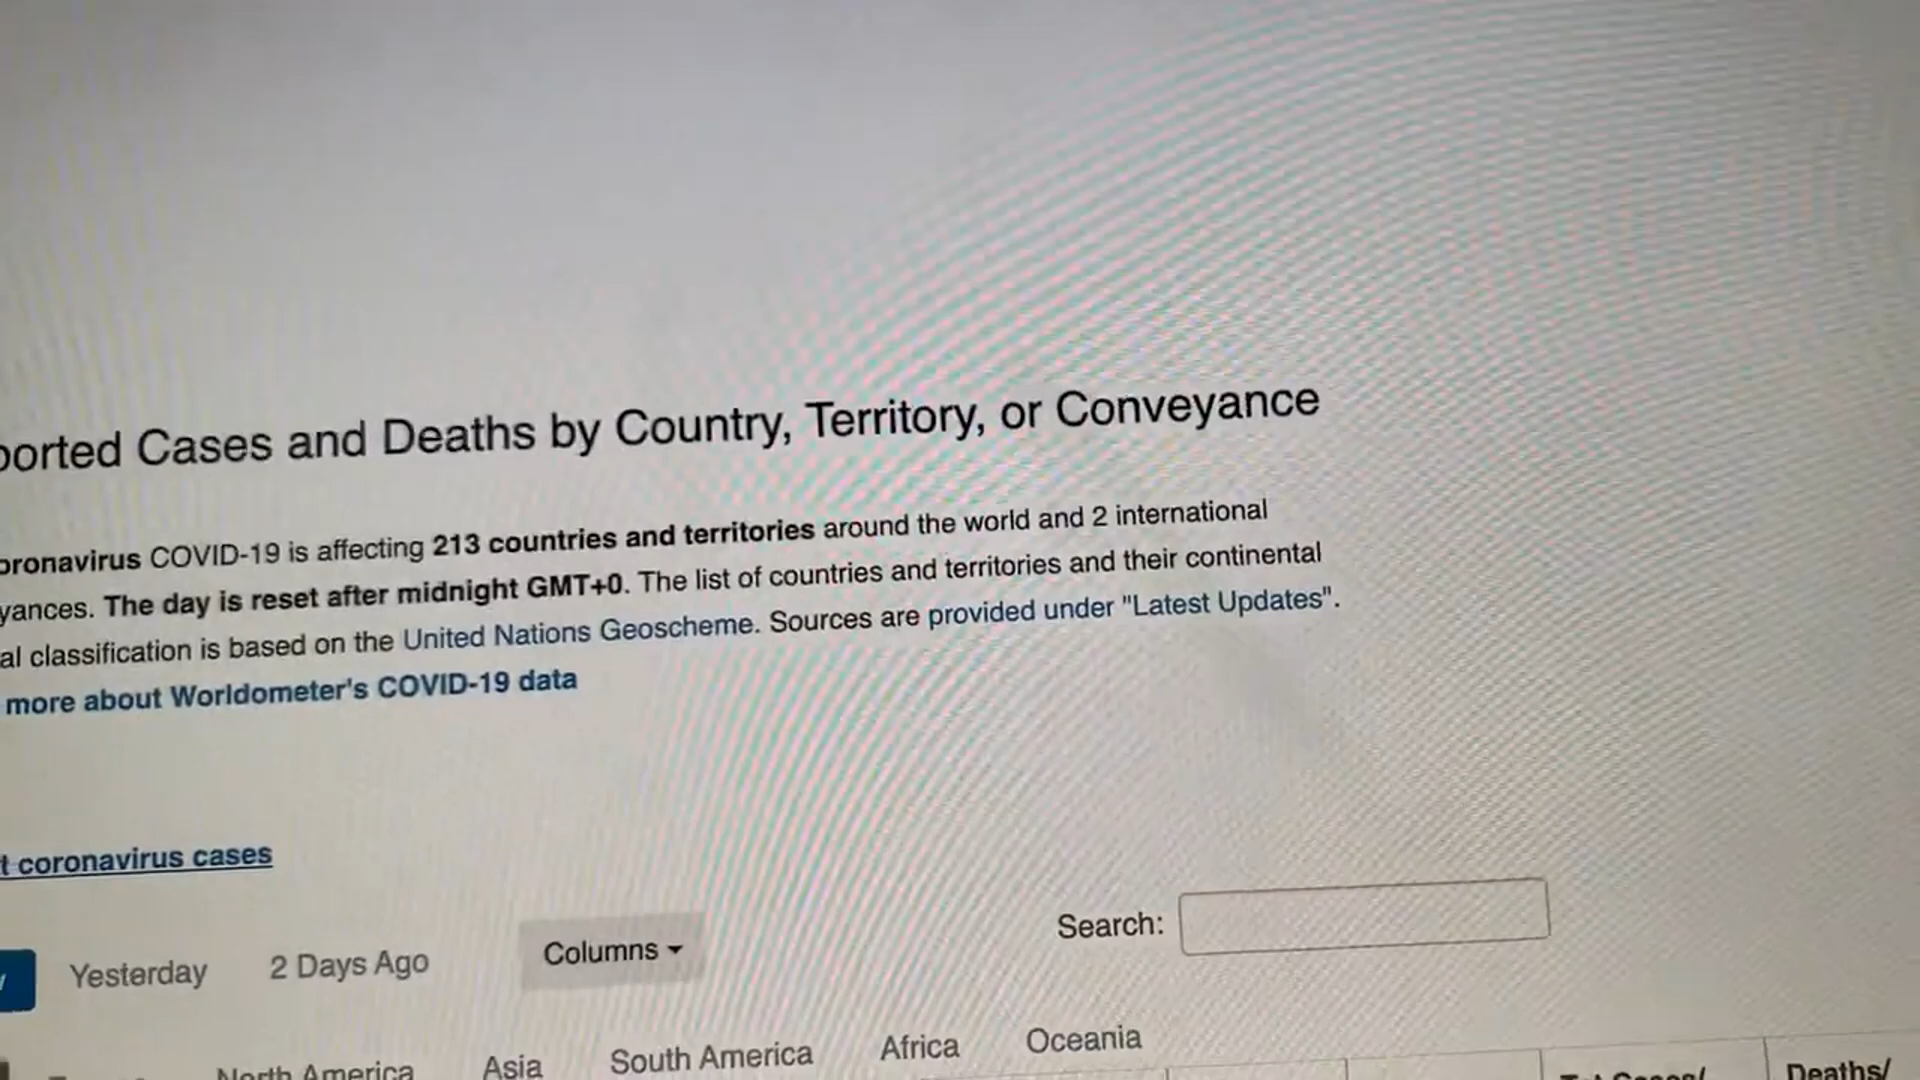 ported Cases and Deaths by Country, Territory, or Conveyance
oronavirus COVID-19 is affecting 213 countries and territories around the world and 2 international
yances. The day is reset after midnight GMT+0. The list of countries and territories and their continental
al classification is based on the United Nations Geoscheme. Sources are provided under "Latest Updates".
more about Worldometer's COVID-19 data
t coronavirus cases
Yesterday 2 Days Ago Columns Search:
North America Asia South America Africa Oceania
Deaths/